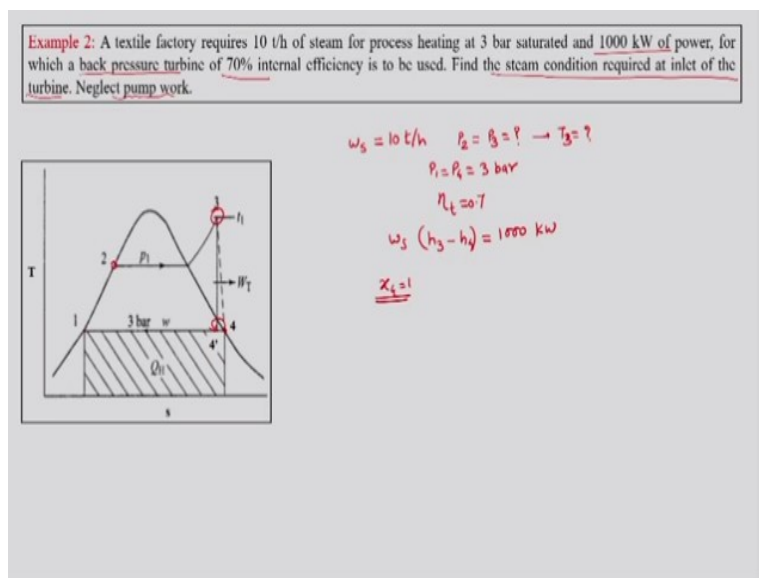 Example 2: A textile factory requires 10 t/h of steam for process heating at 3 bar saturated and 1000 kW of power, for
which a back pressure turbine of 70% internal efficiency is to be used. Find the steam condition required at inlet of the
turbine. Neglect pump work.
ws = 10 t/h P2 = P3 = ? → T3 = ?
P1 = P4 = 3 bar
ηt = 0.7
ws (h3 - h4) = 1000 kW
x4 = 1
3
t1
2 P1
T
WT
1 3 bar w 4
4'
QH
s